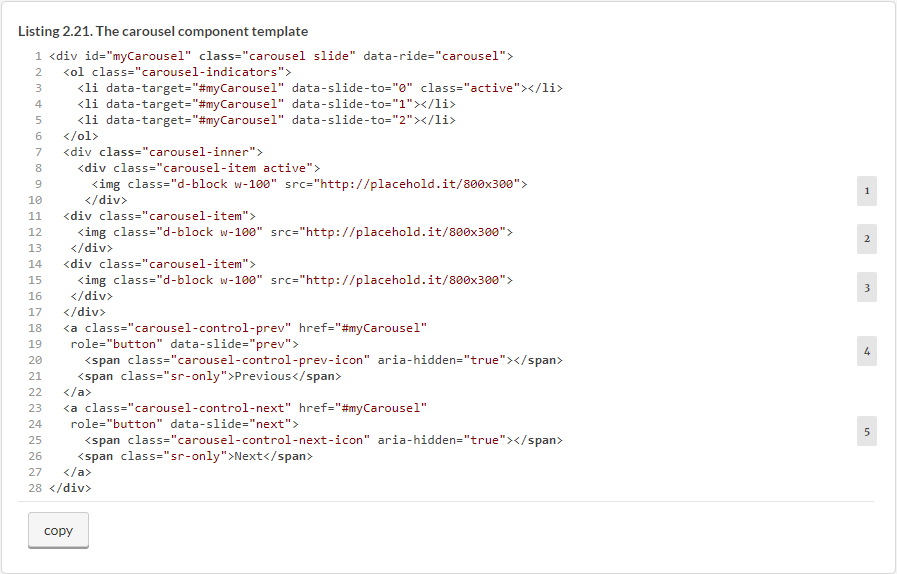 Listing 2.21. The carousel component template
1 <div id="myCarousel" class="carousel slide" data-ride="carousel">
2   <ol class="carousel-indicators">
3     <li data-target="#myCarousel" data-slide-to="0" class="active"></li>
4     <li data-target="#myCarousel" data-slide-to="1"></li>
5     <li data-target="#myCarousel" data-slide-to="2"></li>
6   </ol>
7   <div class="carousel-inner">
8     <div class="carousel-item active">
9       <img class="d-block w-100" src="http://placehold.it/800x300"> 1
10      </div>
11   <div class="carousel-item">
12     <img class="d-block w-100" src="http://placehold.it/800x300"> 2
13    </div>
14   <div class="carousel-item">
15     <img class="d-block w-100" src="http://placehold.it/800x300"> 3
16    </div>
17   </div>
18   <a class="carousel-control-prev" href="#myCarousel"
19    role="button" data-slide="prev"> 4
20      <span class="carousel-control-prev-icon" aria-hidden="true"></span>
21     <span class="sr-only">Previous</span>
22   </a>
23   <a class="carousel-control-next" href="#myCarousel"
24    role="button" data-slide="next"> 5
25      <span class="carousel-control-next-icon" aria-hidden="true"></span>
26     <span class="sr-only">Next</span>
27   </a>
28 </div>
copy